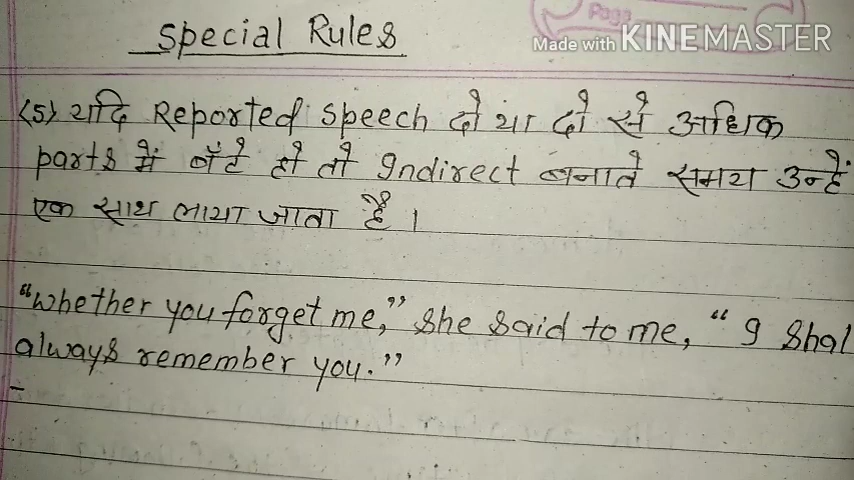 Page
Made with KINEMASTER
Special Rules
(5) यदि Reported speech दो या दो से अधिक
parts में बँटे हो तो Indirect बनाते समय उन्हें
एक साथ लाया जाता है।
"Whether you forget me," She said to me, "I Shal
always remember you."